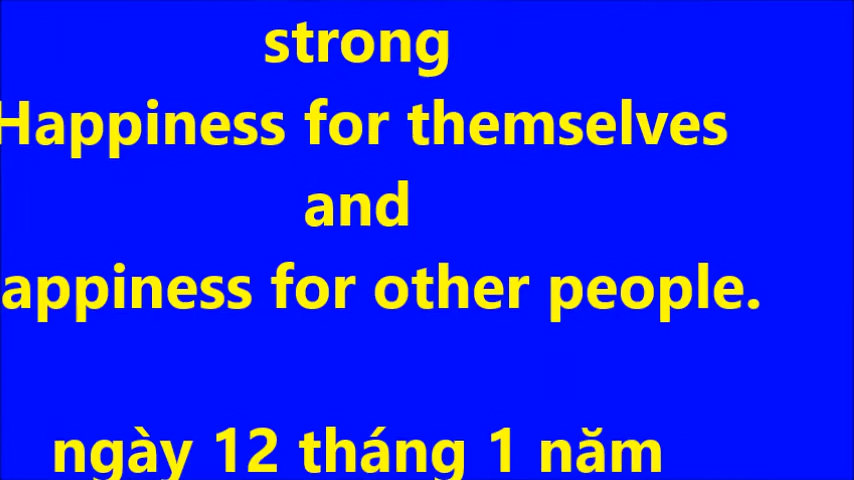 strong
Happiness for themselves
and
appiness for other people.
ngày 12 tháng 1 năm